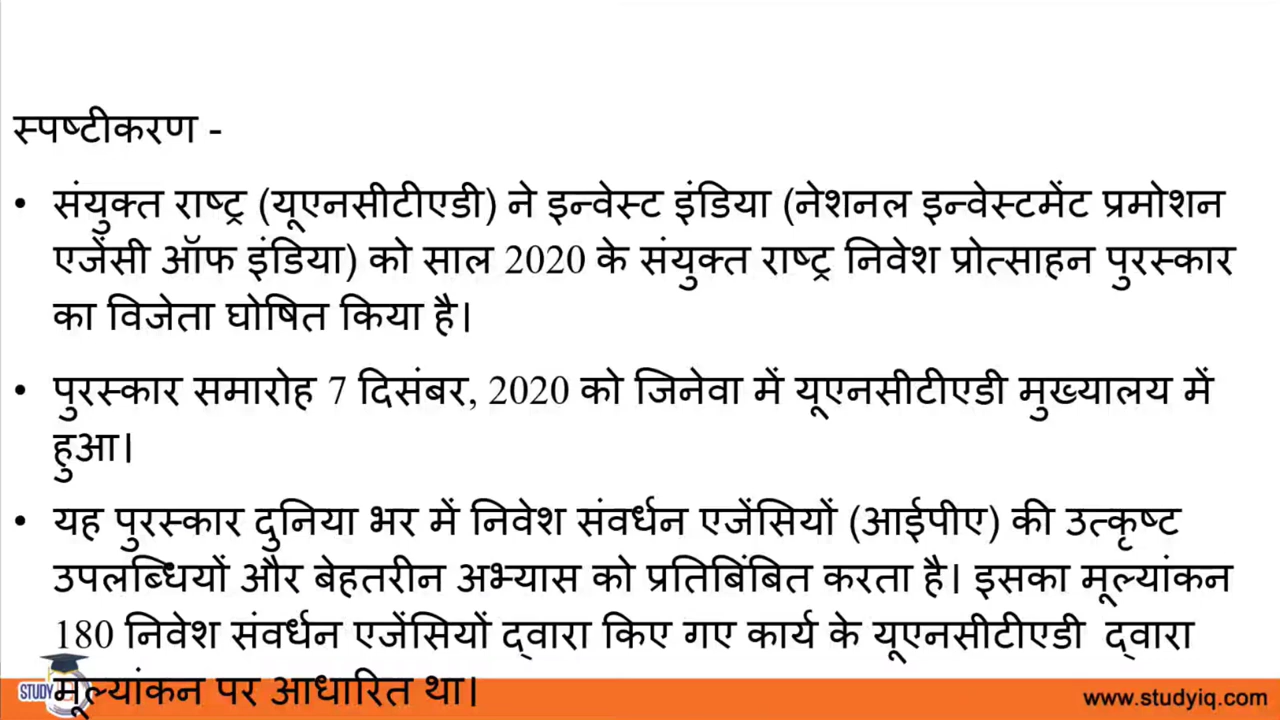 स्पष्टीकरण -
• संयुक्त राष्ट्र (यूएनसीटीएडी) ने इन्वेस्ट इंडिया (नेशनल इन्वेस्टमेंट प्रमोशन
एजेंसी ऑफ इंडिया) को साल 2020 के संयुक्त राष्ट्र निवेश प्रोत्साहन पुरस्कार
का विजेता घोषित किया है।
• पुरस्कार समारोह 7 दिसंबर, 2020 को जिनेवा में यूएनसीटीएडी मुख्यालय में
हुआ।
• यह पुरस्कार दुनिया भर में निवेश संवर्धन एजेंसियों (आईपीए) की उत्कृष्ट
उपलब्धियों और बेहतरीन अभ्यास को प्रतिबिंबित करता है। इसका मूल्यांकन
180 निवेश संवर्धन एजेंसियों द्वारा किए गए कार्य के यूएनसीटीएडी द्वारा
मूल्यांकन पर आधारित था।
STUDY
www.studyiq.com